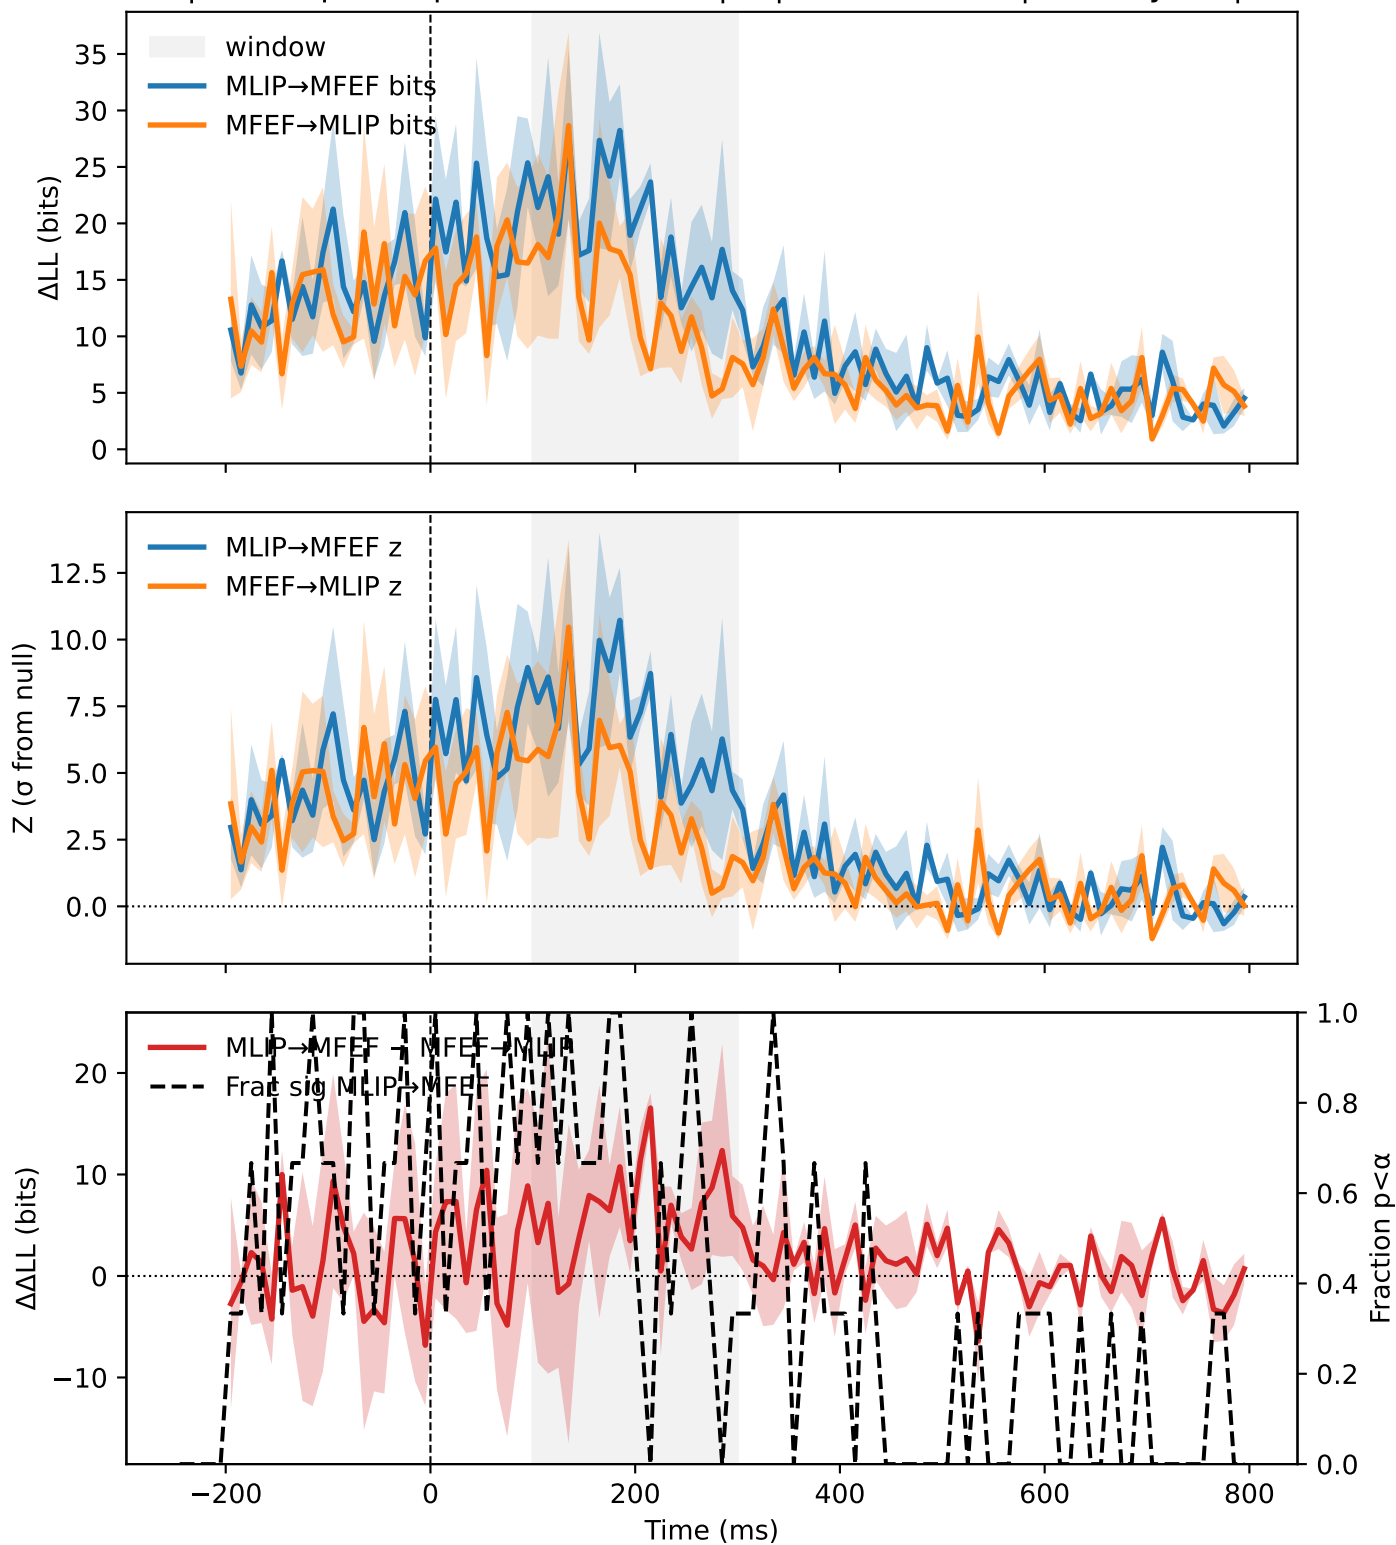 window
MLIP→MFEF bits
MFEF→MLIP bits
35
30
25
20
15
10
5
0
ΔLL (bits)
MLIP→MFEF z
MFEF→MLIP z
12.5
10.0
7.5
5.0
2.5
0.0
Z (σ from null)
MLIP→MFEF − MFEF→MLIP
Frac sig MLIP→MFEF
20
10
0
−10
ΔΔLL (bits)
1.0
0.8
0.6
0.4
0.2
0.0
Fraction p<α
−200
0
200
400
600
800
Time (ms)